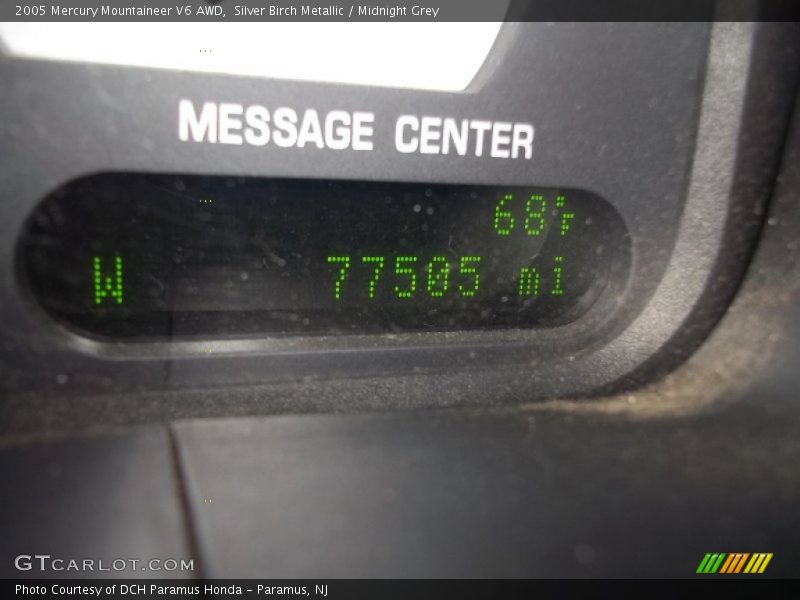 2005 Mercury Mountaineer V6 AWD,  Silver Birch Metallic / Midnight Grey
MESSAGE CENTER
68°F
W 77505 mi
GTCARLOT.COM
Photo Courtesy of DCH Paramus Honda - Paramus, NJ